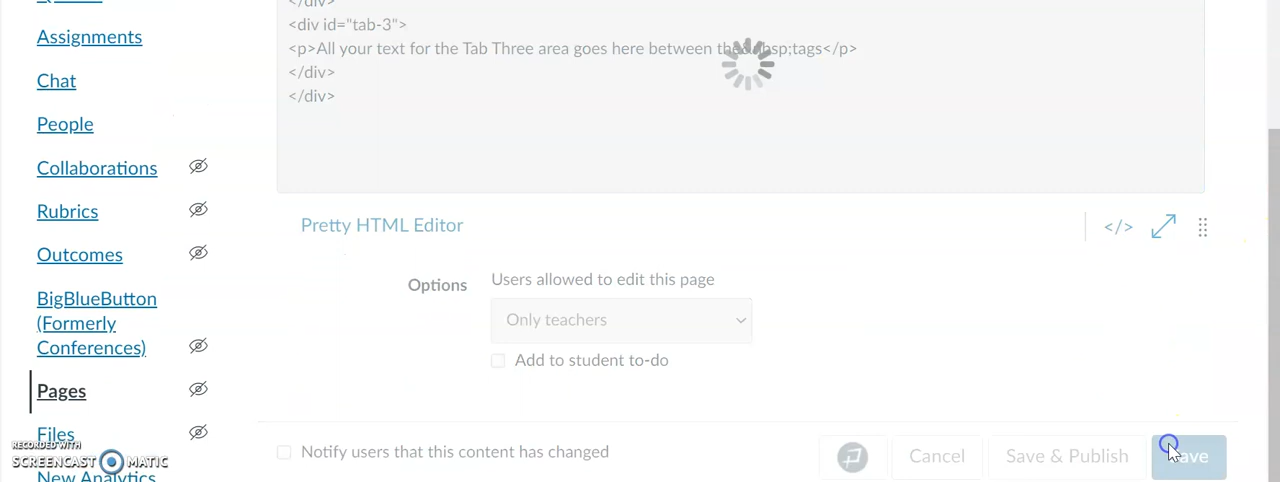 </div>
<div id="tab-3">
<p>All your text for the Tab Three area goes here between the&nbsp;tags</p>
</div>
</div>
Assignments
Chat
People
Collaborations
Rubrics
Outcomes
BigBlueButton
(Formerly
Conferences)
Pages
Files
New Analytics
Pretty HTML Editor
</>
Options
Users allowed to edit this page
Only teachers
Add to student to-do
Notify users that this content has changed
Cancel
Save & Publish
Save
RECORDED WITH
SCREENCAST MATIC